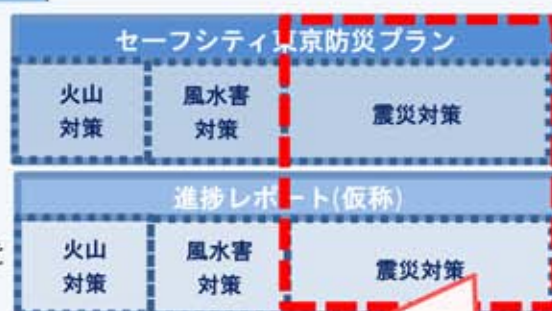 セーフシティ東京防災プラン
火山
対策
風水害
対策
震災対策
進捗レポート(仮称)
火山
対策
風水害
対策
震災対策